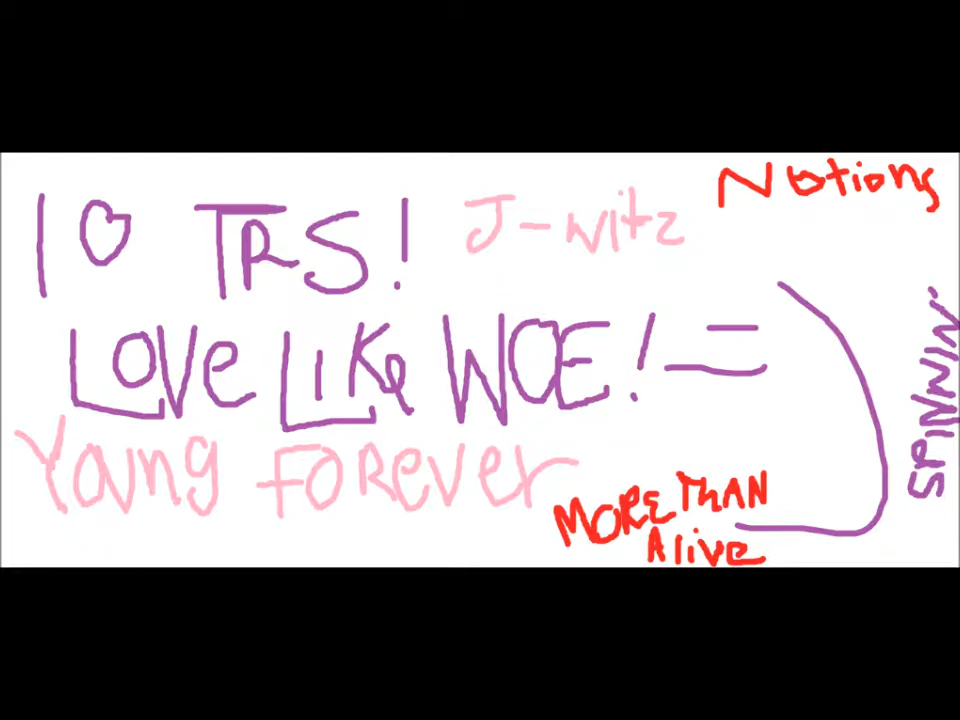 I ♡ TRS! J-witz
Notions
LOVe LIKe WOE! =)
SPINNIN'
Young Forever
MORE THAN
Alive